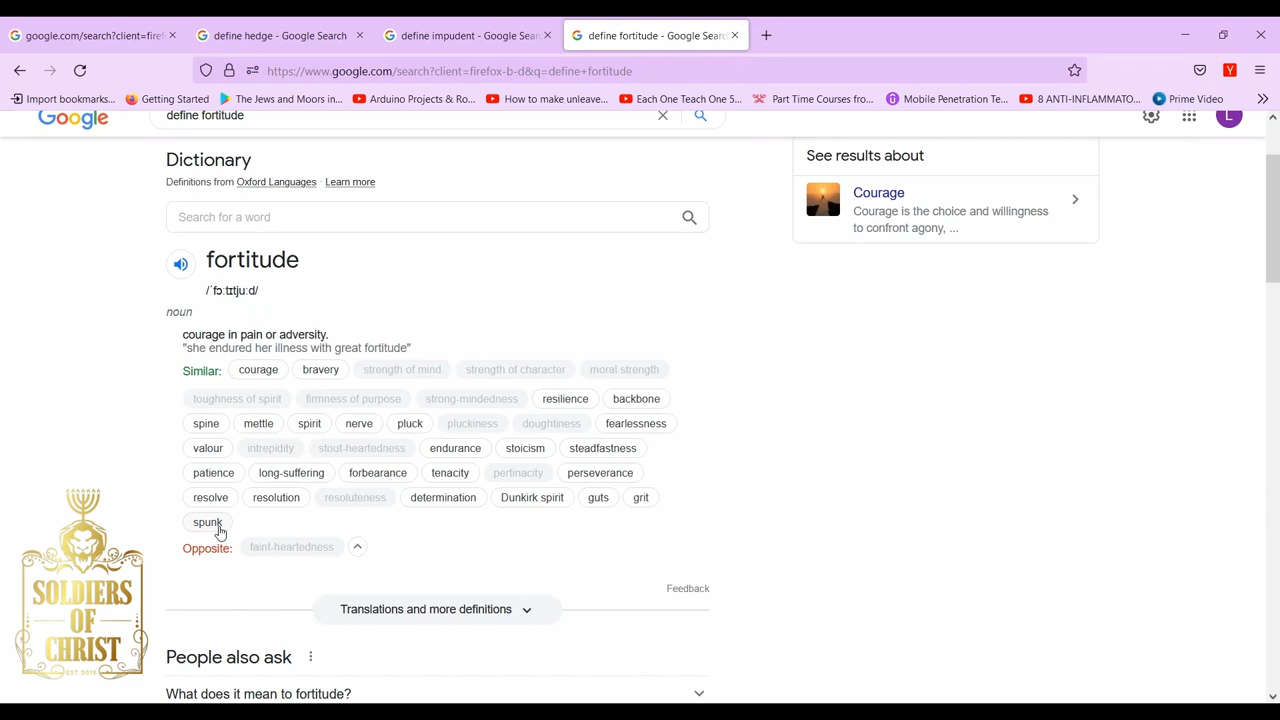 google.com/search?client=firef
define hedge - Google Search
define impudent - Google Sea
define fortitude - Google Searc
https://www.google.com/search?client=firefox-b-d&q=define+fortitude
Import bookmarks...
Getting Started
The Jews and Moors in...
Arduino Projects & Ro...
How to make unleave...
Each One Teach One 5...
Part Time Courses fro...
Mobile Penetration Te...
8 ANTI-INFLAMMATO...
Prime Video
Google
define fortitude
L
Dictionary
Definitions from Oxford Languages · Learn more
Search for a word
fortitude
/ˈfɔːtɪtjuːd/
noun
courage in pain or adversity.
"she endured her illness with great fortitude"
Similar: courage bravery strength of mind strength of character moral strength
toughness of spirit firmness of purpose strong-mindedness resilience backbone
spine mettle spirit nerve pluck pluckiness doughtiness fearlessness
valour intrepidity stout-heartedness endurance stoicism steadfastness
patience long-suffering forbearance tenacity pertinacity perseverance
resolve resolution resoluteness determination Dunkirk spirit guts grit
spunk
Opposite: faint-heartedness
Feedback
Translations and more definitions
People also ask
What does it mean to fortitude?
See results about
Courage
Courage is the choice and willingness
to confront agony, ...
SOLDIERS
OF
CHRIST
EST 2015